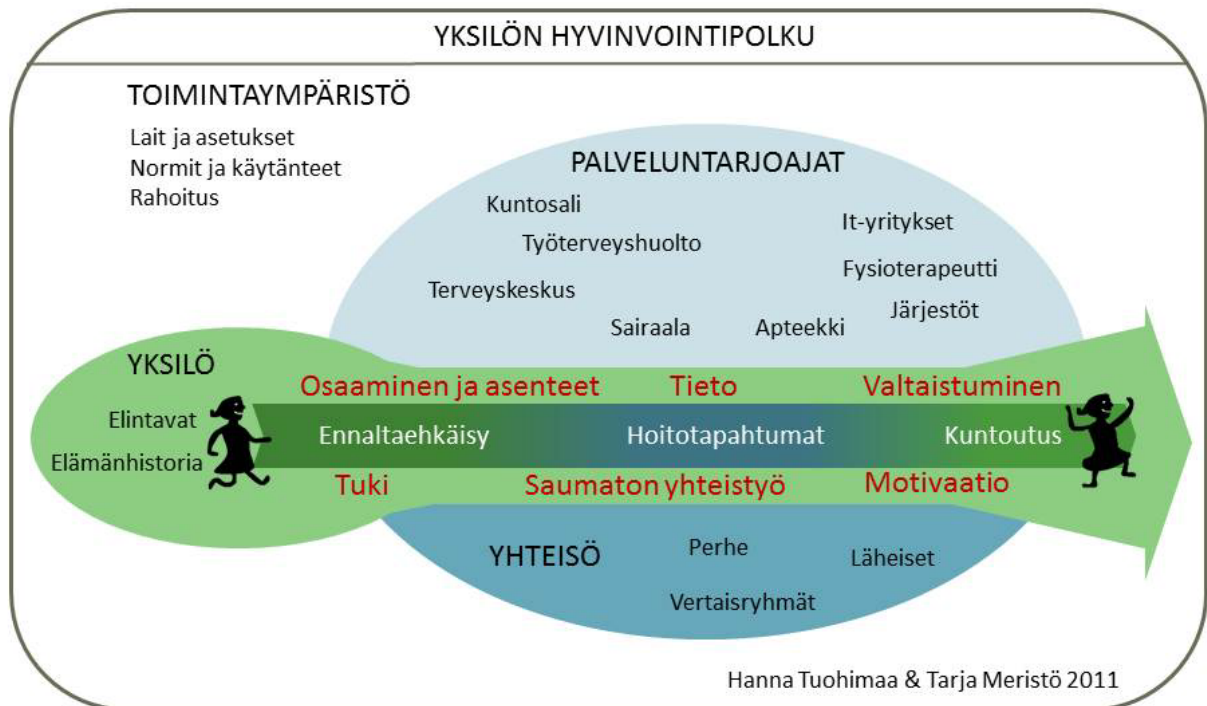 YKSILÖN HYVINVOINTIPOLKU
TOIMINTAYMPÄRISTÖ
Lait ja asetukset
Normit ja käytänteet
Rahoitus
PALVELUNTARJOAJAT
Kuntosali
It-yritykset
Työterveyshuolto
Fysioterapeutti
Terveyskeskus
Järjestöt
Sairaala
Apteekki
YKSILÖ
Elintavat
Elämänhistoria
Osaaminen ja asenteet
Tieto
Valtaistuminen
Ennaltaehkäisy
Hoitotapahtumat
Kuntoutus
Tuki
Saumaton yhteistyö
Motivaatio
YHTEISÖ
Perhe
Läheiset
Vertaisryhmät
Hanna Tuohimaa & Tarja Meristö 2011